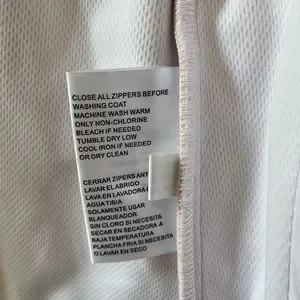 CLOSE ALL ZIPPERS BEFORE
WASHING COAT
MACHINE WASH WARM
ONLY NON-CHLORINE
BLEACH IF NEEDED
TUMBLE DRY LOW
COOL IRON IF NEEDED
OR DRY CLEAN
CERRAR ZIPERS ANT
LAVAR EL ABRIGO
LAVA EN LAVADORA
AGUA TIBIA
SOLAMENTE USAR
BLANQUEADOR
SIN CLORO SI NECESITA
SECAR EN SECADORA A
BAJA TEMPERATURA
PLANCHA FRIA SI NECESITA
O LAVAR EN SECO